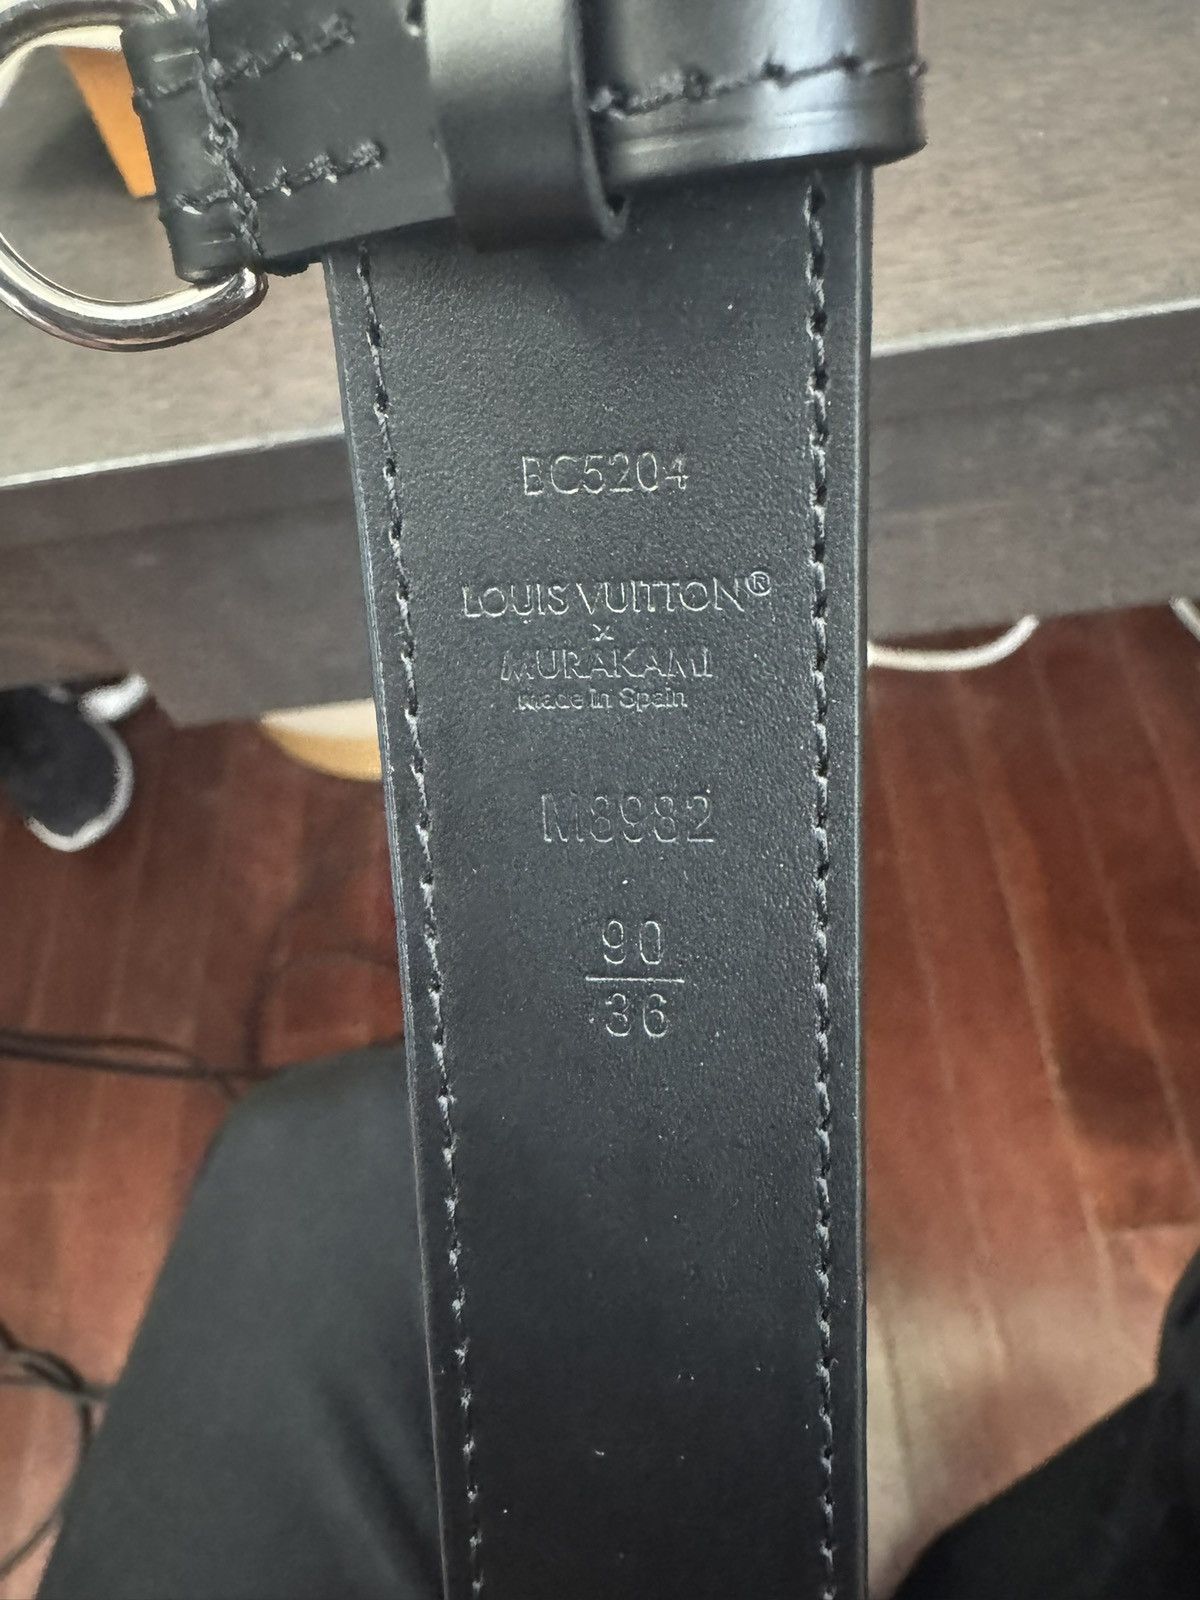 BC5204
LOUIS VUITTON®
x
MURAKAMI
made in Spain
M8982
90
36